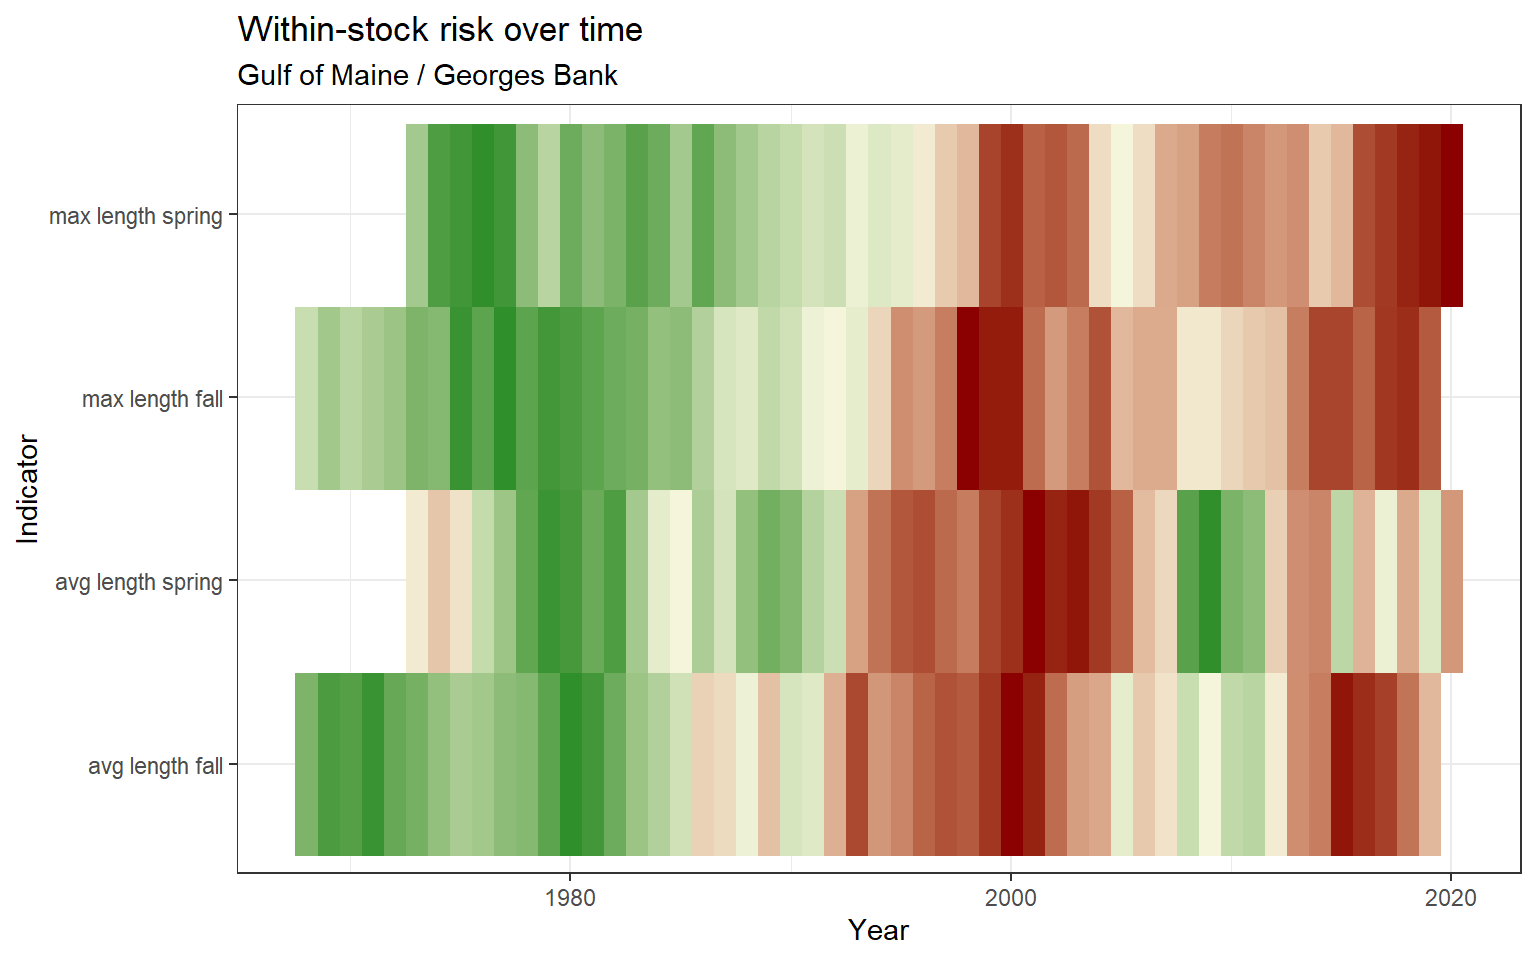 Within-stock risk over time
Gulf of Maine / Georges Bank
max length spring
max length fall
avg length spring
avg length fall
Indicator
1980
2000
2020
Year